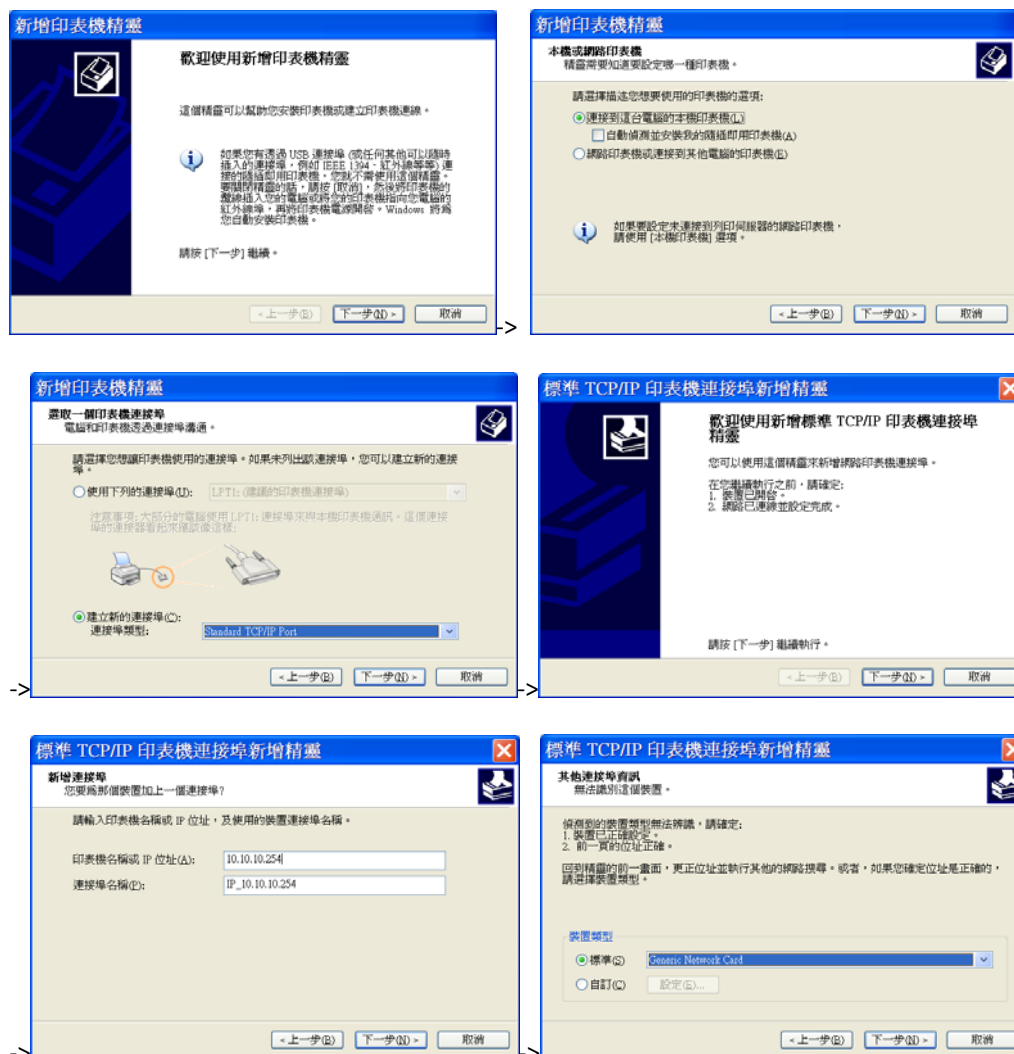 新增印表機精靈
歡迎使用新增印表機精靈
這個精靈可以幫助您安裝印表機或建立印表機連線。
如果您有透過 USB 連接埠 (或任何其他可以隨時
插入的連接埠，例如 IEEE 1394、紅外線等等) 連
接的隨插即用印表機，您就不需使用這個精靈。
要關閉精靈的話，請按 [取消]，然後將印表機的
纜線插入您的電腦或將您的印表機指向您電腦的
紅外線埠，再將印表機電源開啟。Windows 將為
您自動安裝印表機。
請按 [下一步] 繼續。
<上一步(B) 下一步(N)> 取消
->
新增印表機精靈
本機或網路印表機
精靈需要知道要設定哪一種印表機。
請選擇描述您想要使用的印表機的選項:
連接到這台電腦的本機印表機(L)
自動偵測並安裝我的隨插即用印表機(A)
網路印表機或連接到其他電腦的印表機(E)
如果要設定未連接到列印伺服器的網路印表機，
請使用 [本機印表機] 選項。
<上一步(B) 下一步(N)> 取消
->
新增印表機精靈
選取一個印表機連接埠
電腦和印表機透過連接埠溝通。
請選擇您想讓印表機使用的連接埠。如果未列出該連接埠，您可以建立新的連接
埠。
使用下列的連接埠(U): LPT1: (建議的印表機連接埠)
注意事項: 大部分的電腦使用 LPT1: 連接埠來與本機印表機通訊。這個連接
埠的連接器看起來應該像這樣:
建立新的連接埠(C):
連接埠類型: Standard TCP/IP Port
<上一步(B) 下一步(N)> 取消
->
標準 TCP/IP 印表機連接埠新增精靈
歡迎使用新增標準 TCP/IP 印表機連接埠
精靈
您可以使用這個精靈來新增網路印表機連接埠。
在您繼續執行之前，請確定:
1. 裝置已開啟。
2. 網路已連線並設定完成。
請按 [下一步] 繼續執行。
<上一步(B) 下一步(N)> 取消
->
標準 TCP/IP 印表機連接埠新增精靈
新增連接埠
您要為那個裝置加上一個連接埠?
請輸入印表機名稱或 IP 位址，及使用的裝置連接埠名稱。
印表機名稱或 IP 位址(A): 10.10.10.254
連接埠名稱(P): IP_10.10.10.254
<上一步(B) 下一步(N)> 取消
->
標準 TCP/IP 印表機連接埠新增精靈
其他連接埠資訊
無法識別這個裝置。
偵測到的裝置類型無法辨識，請確定:
1. 裝置已正確設定。
2. 前一頁的位址正確。
回到精靈的前一畫面，更正位址並執行其他的網路搜尋。或者，如果您確定位址是正確的，
請選擇裝置類型。
裝置類型
標準(S) Generic Network Card
自訂(C) 設定(E)...
<上一步(B) 下一步(N)> 取消